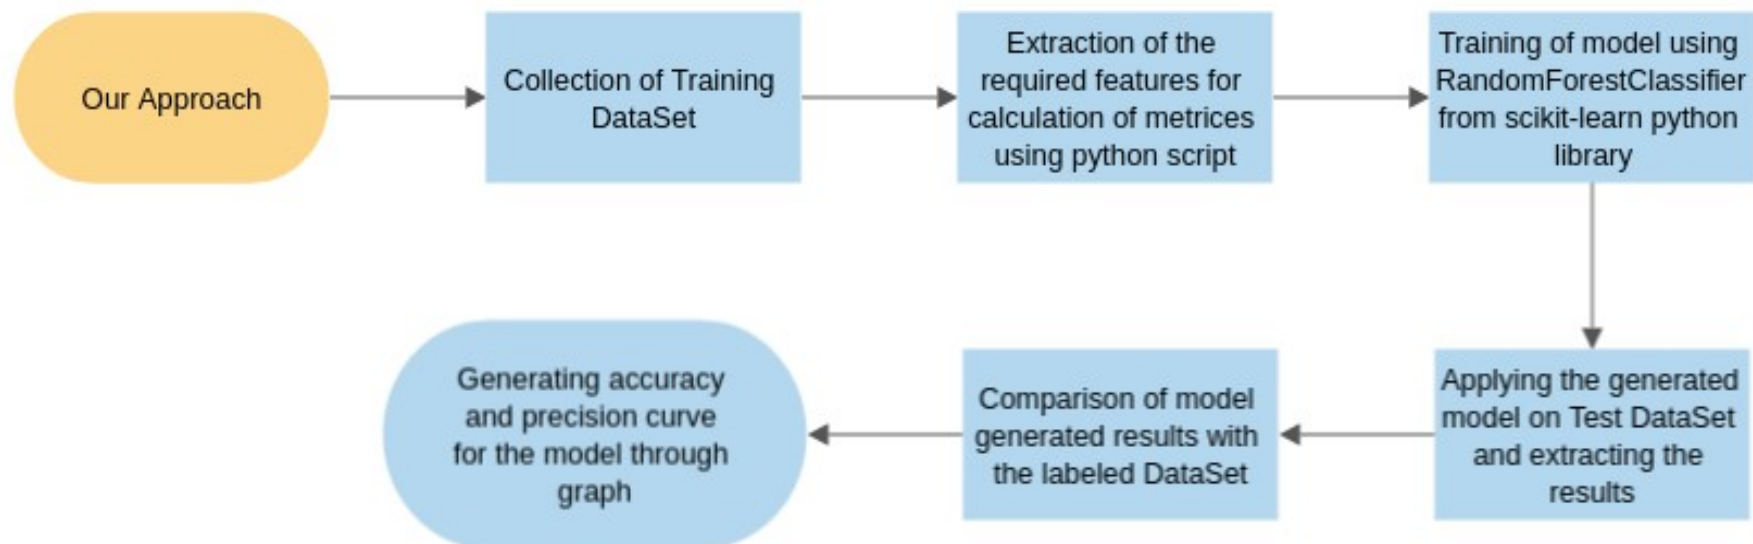 Our Approach
Collection of Training
DataSet
Extraction of the
required features for
calculation of metrices
using python script
Training of model using
RandomForestClassifier
from scikit-learn python
library
Applying the generated
model on Test DataSet
and extracting the
results
Comparison of model
generated results with
the labeled DataSet
Generating accuracy
and precision curve
for the model through
graph